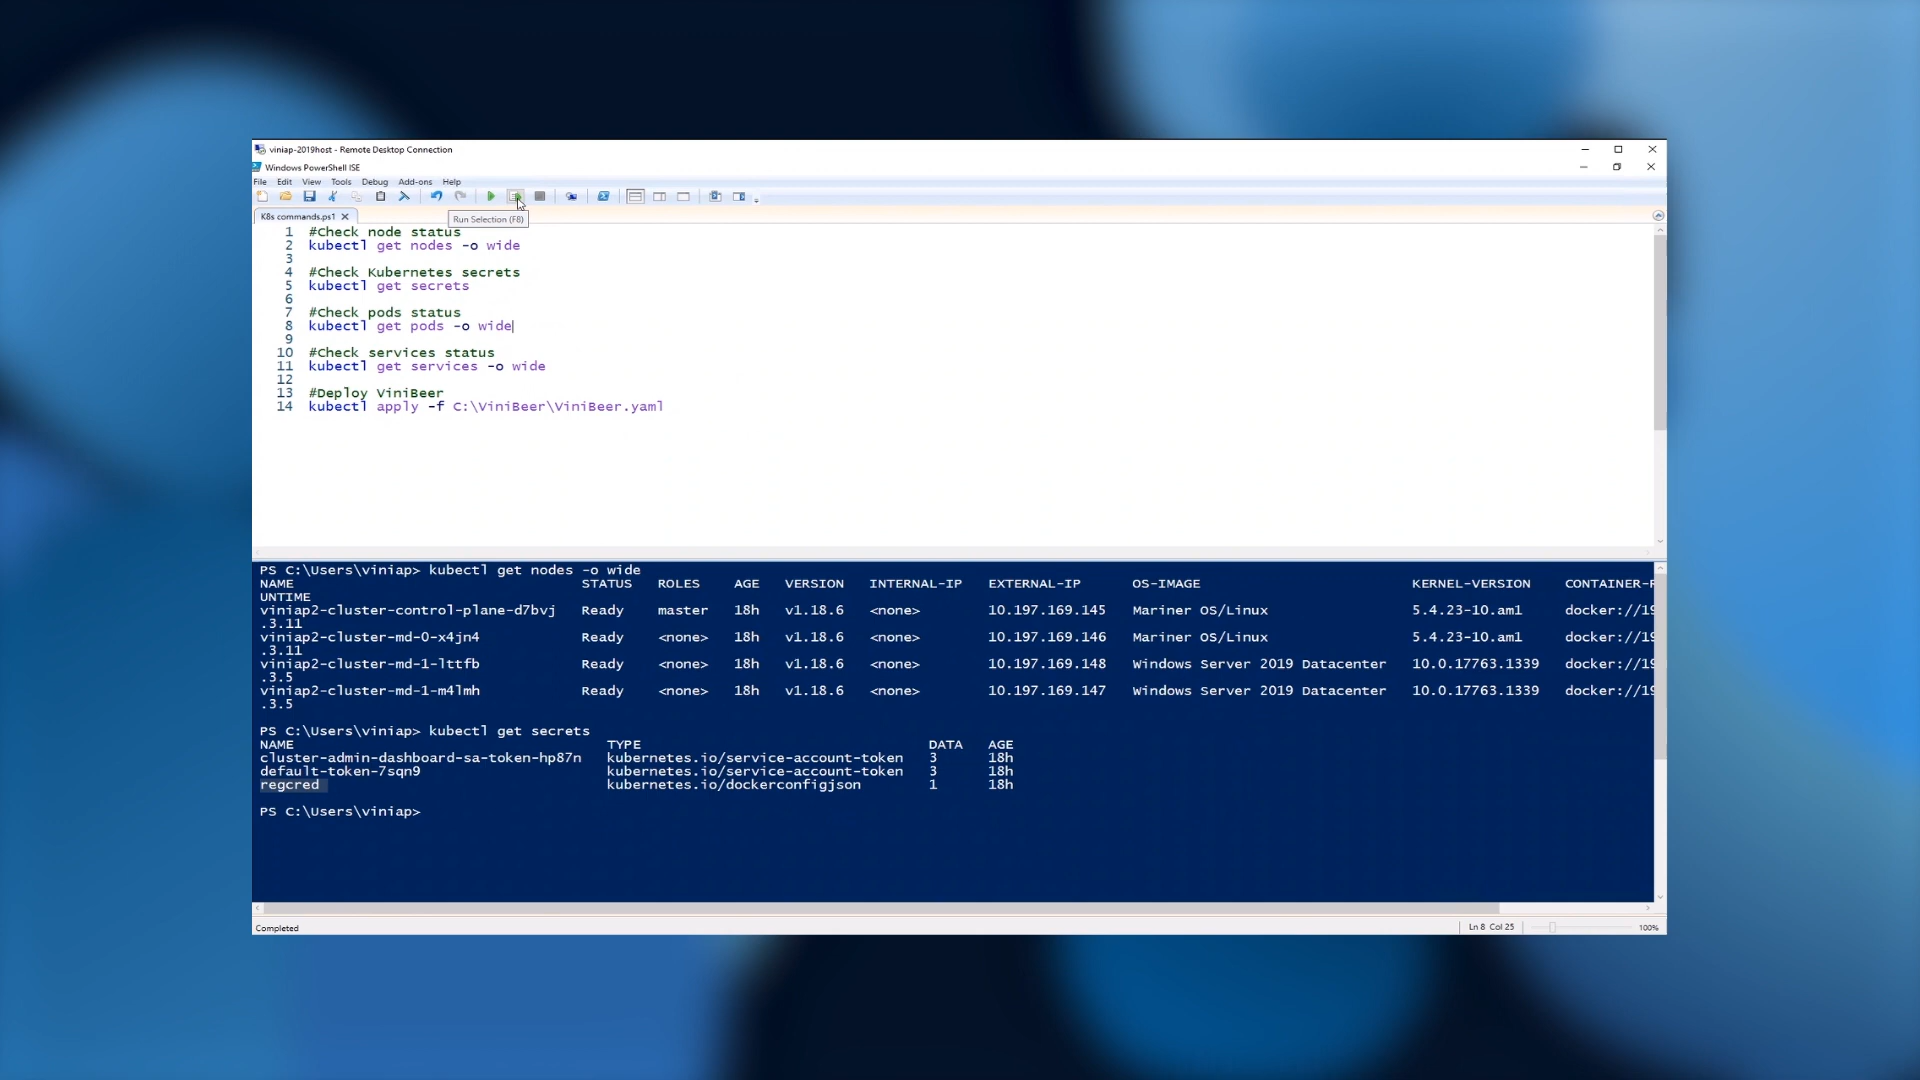 viniap-2019host - Remote Desktop Connection
Windows PowerShell ISE
File Edit View Tools Debug Add-ons Help
K8s commands.ps1
Run Selection (F8)
1 #Check node status
2 kubectl get nodes -o wide
3
4 #Check Kubernetes secrets
5 kubectl get secrets
6
7 #Check pods status
8 kubectl get pods -o wide
9
10 #Check services status
11 kubectl get services -o wide
12
13 #Deploy ViniBeer
14 kubectl apply -f C:\ViniBeer\ViniBeer.yaml
PS C:\Users\viniap> kubectl get nodes -o wide
NAME STATUS ROLES AGE VERSION INTERNAL-IP EXTERNAL-IP OS-IMAGE KERNEL-VERSION CONTAINER-R
UNTIME
viniap2-cluster-control-plane-d7bvj Ready master 18h v1.18.6 <none> 10.197.169.145 Mariner OS/Linux 5.4.23-10.am1 docker://19
.3.11
viniap2-cluster-md-0-x4jn4 Ready <none> 18h v1.18.6 <none> 10.197.169.146 Mariner OS/Linux 5.4.23-10.am1 docker://19
.3.11
viniap2-cluster-md-1-lttfb Ready <none> 18h v1.18.6 <none> 10.197.169.148 Windows Server 2019 Datacenter 10.0.17763.1339 docker://19
.3.5
viniap2-cluster-md-1-m4lmh Ready <none> 18h v1.18.6 <none> 10.197.169.147 Windows Server 2019 Datacenter 10.0.17763.1339 docker://19
.3.5
PS C:\Users\viniap> kubectl get secrets
NAME TYPE DATA AGE
cluster-admin-dashboard-sa-token-hp87n kubernetes.io/service-account-token 3 18h
default-token-7sqn9 kubernetes.io/service-account-token 3 18h
regcred kubernetes.io/dockerconfigjson 1 18h
PS C:\Users\viniap>
Completed Ln 8 Col 25 100%